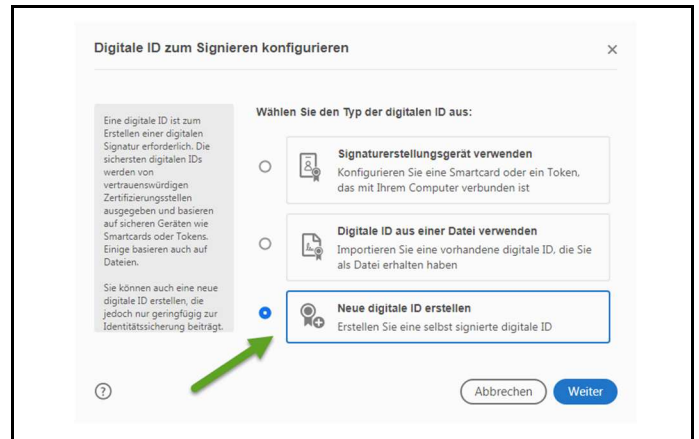 Digitale ID zum Signieren konfigurieren
Eine digitale ID ist zum
Erstellen einer digitalen
Signatur erforderlich. Die
sichersten digitalen IDs
werden von
vertrauenswürdigen
Zertifizierungsstellen
ausgegeben und basieren
auf sicheren Geräten wie
Smartcards oder Tokens.
Einige basieren auch auf
Dateien.
Sie können auch eine neue
digitale ID erstellen, die
jedoch nur geringfügig zur
Identitätssicherung beiträgt.
Wählen Sie den Typ der digitalen ID aus:
Signaturerstellungsgerät verwenden
Konfigurieren Sie eine Smartcard oder ein Token,
das mit Ihrem Computer verbunden ist
Digitale ID aus einer Datei verwenden
Importieren Sie eine vorhandene digitale ID, die Sie
als Datei erhalten haben
Neue digitale ID erstellen
Erstellen Sie eine selbst signierte digitale ID
?
Abbrechen
Weiter